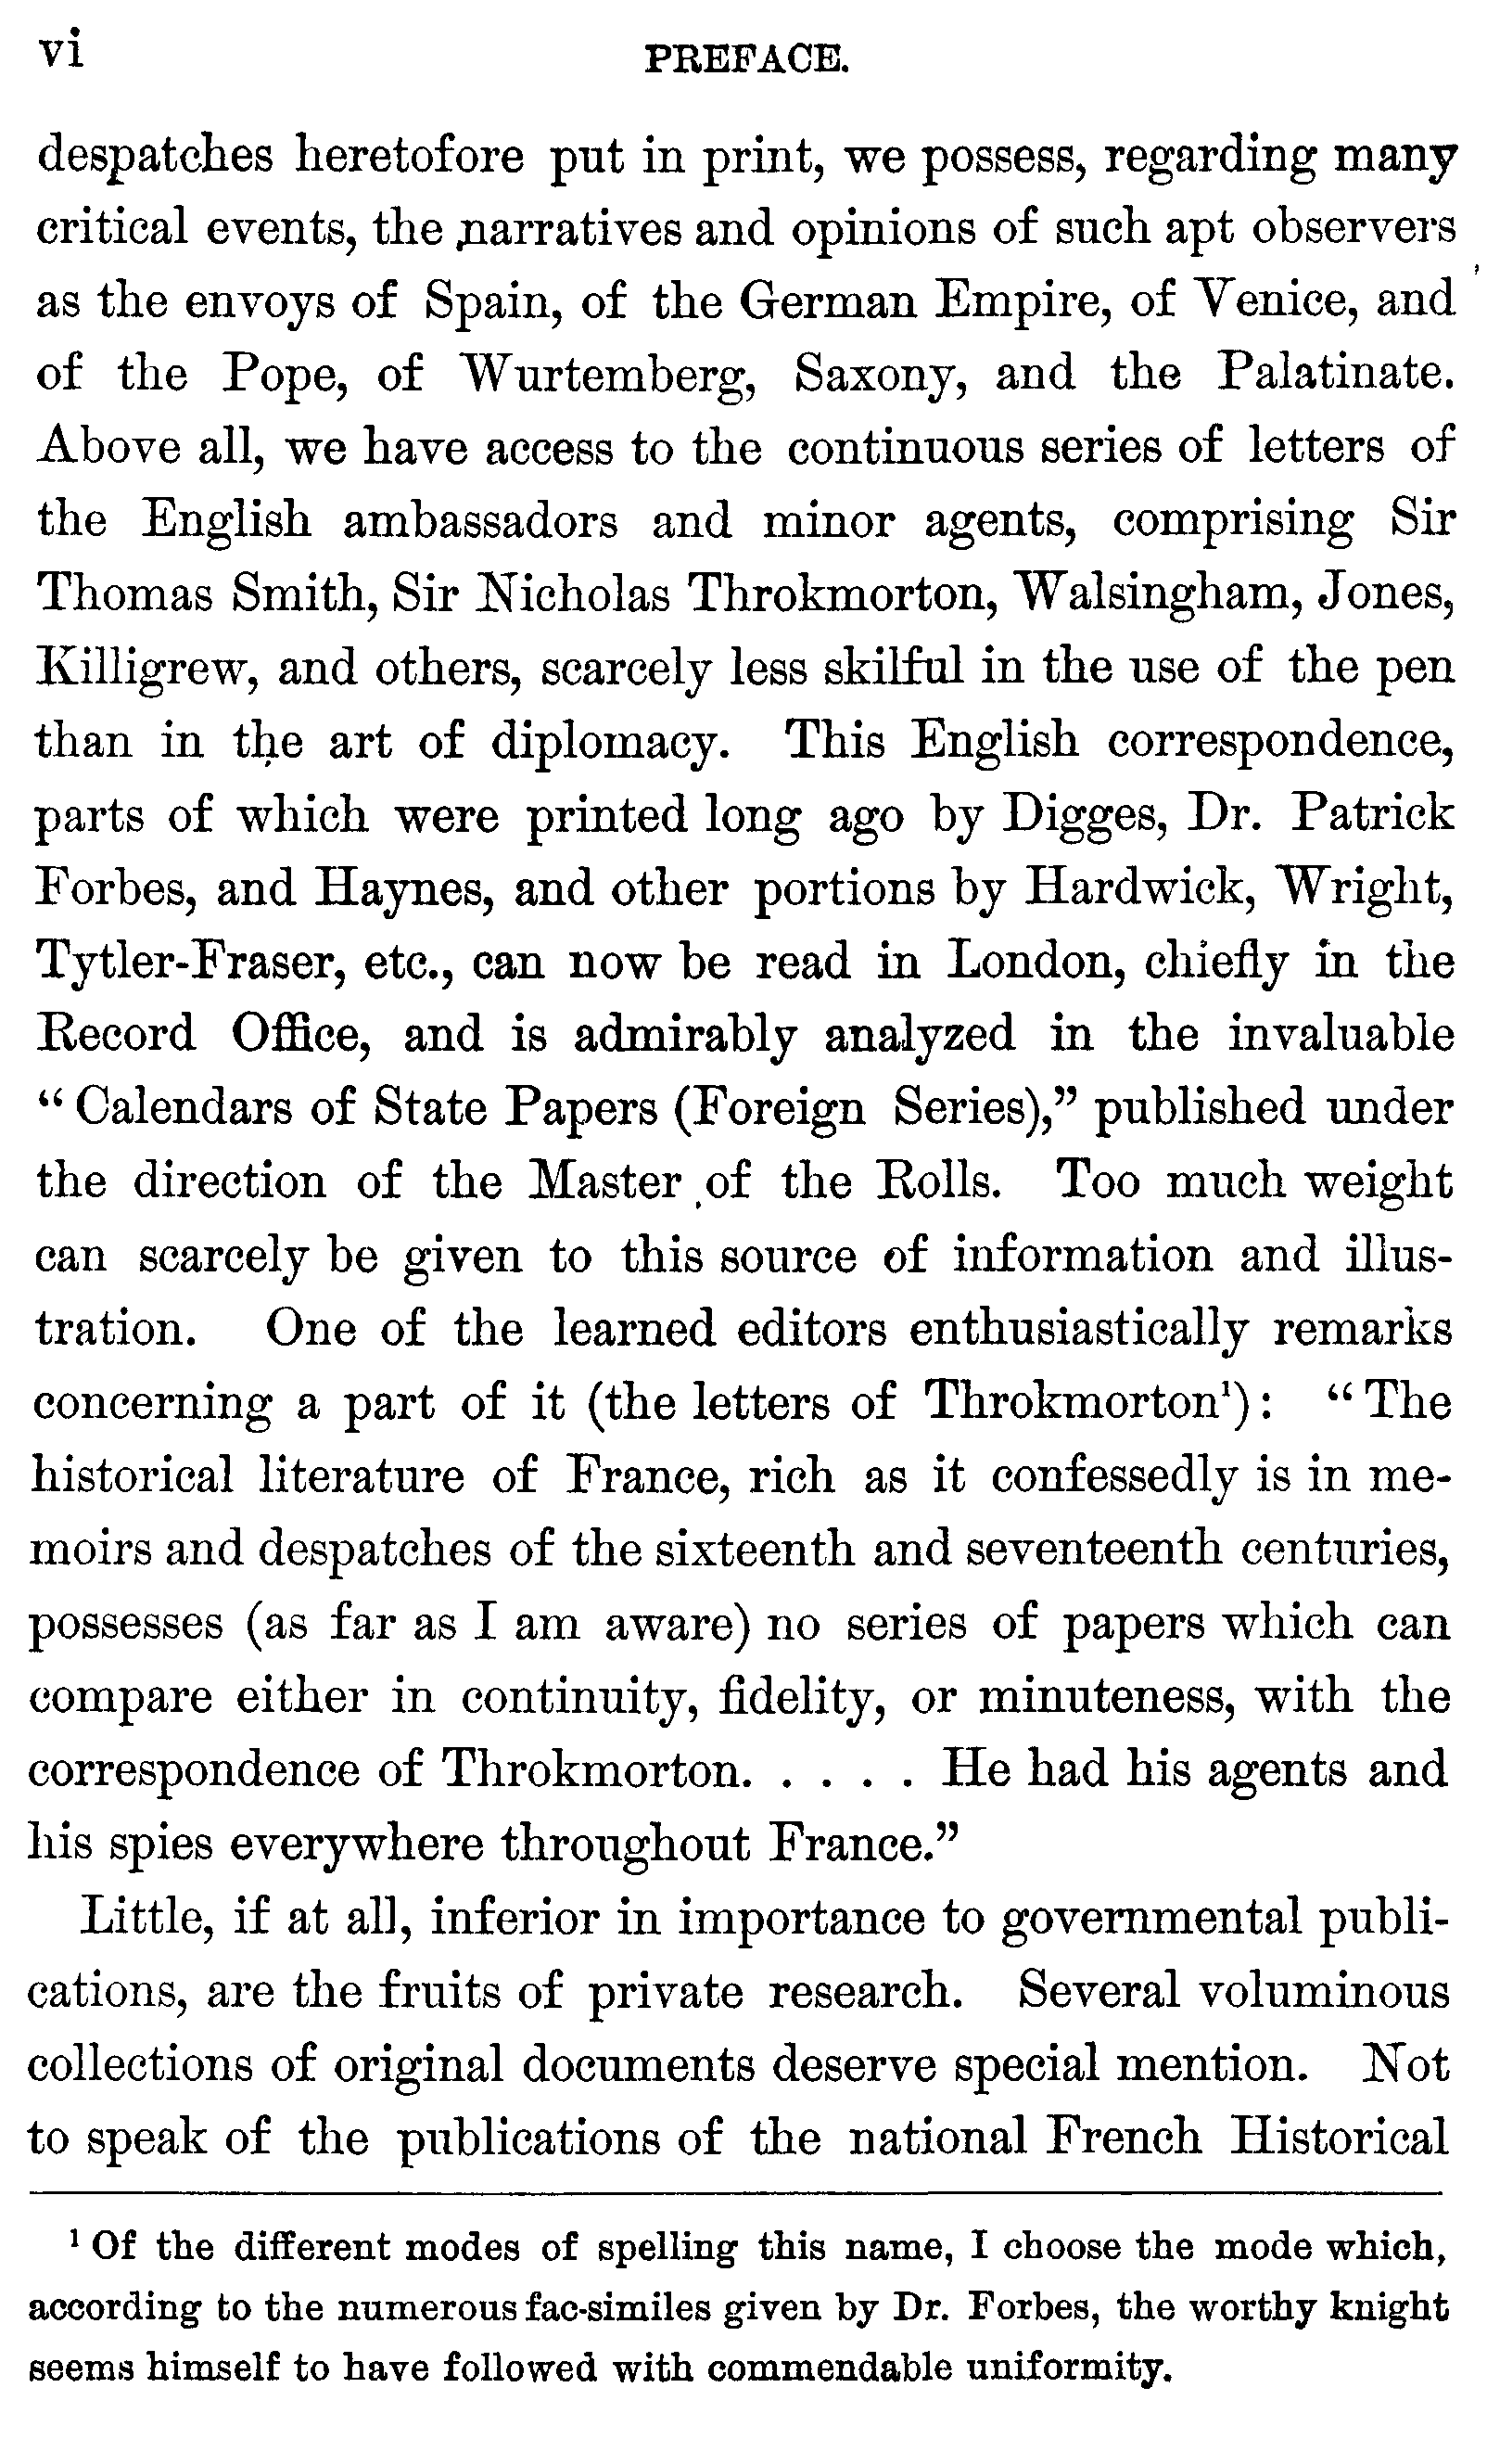 vi
PREFACE.
despatches heretofore put in print, we possess, regarding many
critical events, the narratives and opinions of such apt observers
as the envoys of Spain, of the German Empire, of Venice, and
of the Pope, of Wurtemberg, Saxony, and the Palatinate.
Above all, we have access to the continuous series of letters of
the English ambassadors and minor agents, comprising Sir
Thomas Smith, Sir Nicholas Throkmorton, Walsingham, Jones,
Killigrew, and others, scarcely less skilful in the use of the pen
than in the art of diplomacy. This English correspondence,
parts of which were printed long ago by Digges, Dr. Patrick
Forbes, and Haynes, and other portions by Hardwick, Wright,
Tytler-Fraser, etc., can now be read in London, chiefly in the
Record Office, and is admirably analyzed in the invaluable
“Calendars of State Papers (Foreign Series),” published under
the direction of the Master of the Rolls. Too much weight
can scarcely be given to this source of information and illus-
tration. One of the learned editors enthusiastically remarks
concerning a part of it (the letters of Throkmorton¹): “The
historical literature of France, rich as it confessedly is in me-
moirs and despatches of the sixteenth and seventeenth centuries,
possesses (as far as I am aware) no series of papers which can
compare either in continuity, fidelity, or minuteness, with the
correspondence of Throkmorton. . . . . He had his agents and
his spies everywhere throughout France.”
Little, if at all, inferior in importance to governmental publi-
cations, are the fruits of private research. Several voluminous
collections of original documents deserve special mention. Not
to speak of the publications of the national French Historical
¹ Of the different modes of spelling this name, I choose the mode which,
according to the numerous fac-similes given by Dr. Forbes, the worthy knight
seems himself to have followed with commendable uniformity.